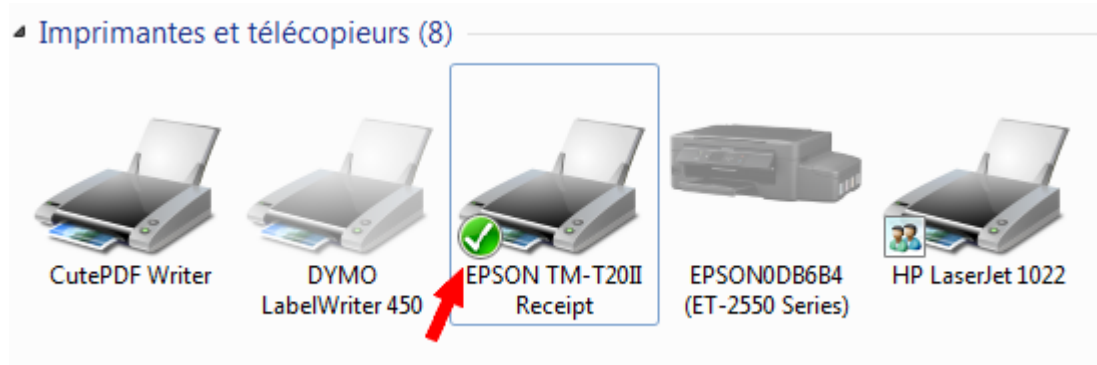 Imprimantes et télécopieurs (8)
CutePDF Writer
DYMO
LabelWriter 450
EPSON TM-T20II
Receipt
EPSON0DB6B4
(ET-2550 Series)
HP LaserJet 1022